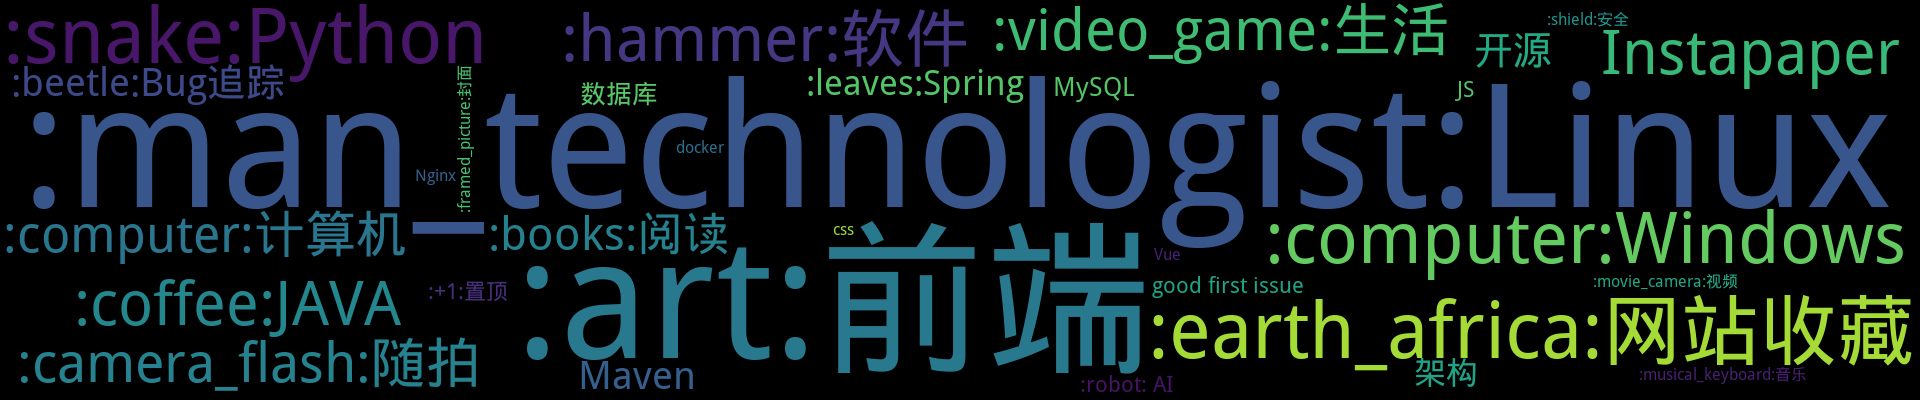 :snake:Python
:hammer:软件
:video_game:生活
:shield:安全
开源
Instapaper
:beetle:Bug追踪
:framed_picture:封面
数据库
:leaves:Spring
MySQL
JS
:man_technologist:Linux
docker
Nginx
:computer:计算机
:books:阅读
css
:art:前端
Vue
:computer:Windows
:coffee:JAVA
:+1:置顶
good first issue
:movie_camera:视频
:earth_africa:网站收藏
:camera_flash:随拍
Maven
:robot: AI
架构
:musical_keyboard:音乐